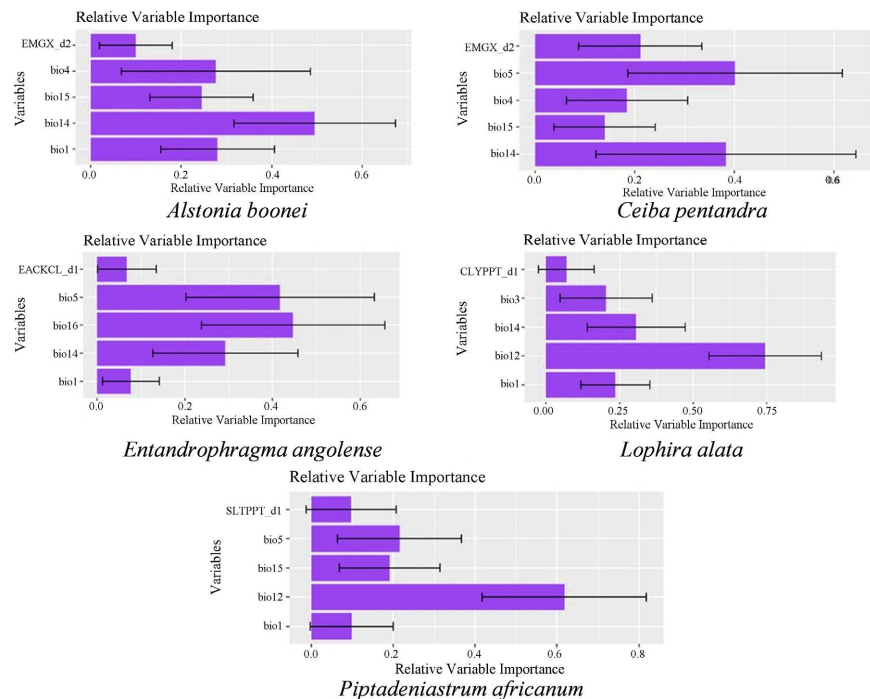 Relative Variable Importance
EMGX_d2
bio4
bio15
bio14
bio1
Variables
0.0 0.2 0.4 0.6
Relative Variable Importance
Alstonia boonei
Relative Variable Importance
EMGX_d2
bio5
bio4
bio15
bio14
Variables
0.0 0.2 0.4 0.6
Relative Variable Importance
Ceiba pentandra
Relative Variable Importance
EACKCL_d1
bio5
bio16
bio14
bio1
Variables
0.0 0.2 0.4 0.6
Relative Variable Importance
Entandrophragma angolense
Relative Variable Importance
CLYPPT_d1
bio3
bio14
bio12
bio1
Variables
0.00 0.25 0.50 0.75
Relative Variable Importance
Lophira alata
Relative Variable Importance
SLTPPT_d1
bio5
bio15
bio12
bio1
Variables
0.0 0.2 0.4 0.6 0.8
Relative Variable Importance
Piptadeniastrum africanum